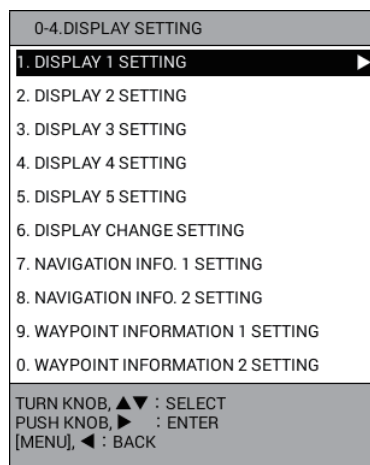 0-4.DISPLAY SETTING
1. DISPLAY 1 SETTING ▶
2. DISPLAY 2 SETTING
3. DISPLAY 3 SETTING
4. DISPLAY 4 SETTING
5. DISPLAY 5 SETTING
6. DISPLAY CHANGE SETTING
7. NAVIGATION INFO. 1 SETTING
8. NAVIGATION INFO. 2 SETTING
9. WAYPOINT INFORMATION 1 SETTING
0. WAYPOINT INFORMATION 2 SETTING
TURN KNOB, ▲▼ : SELECT
PUSH KNOB, ▶ : ENTER
[MENU], ◀ : BACK